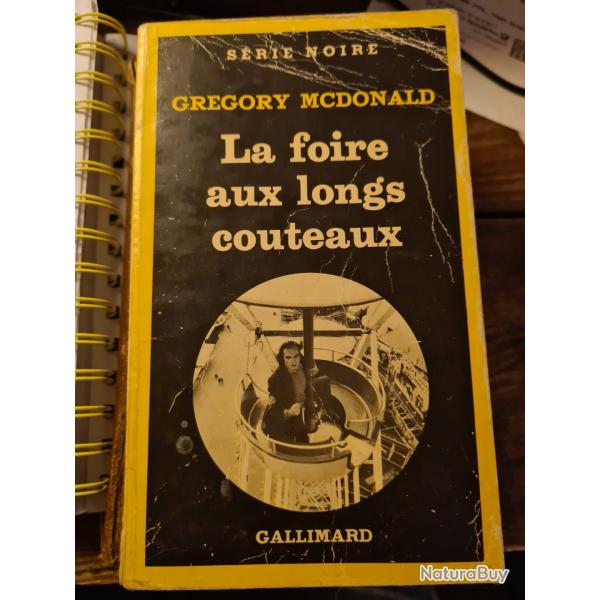 SÉRIE NOIRE
GREGORY MCDONALD
La foire
aux longs
couteaux
GALLIMARD
NaturaBuy